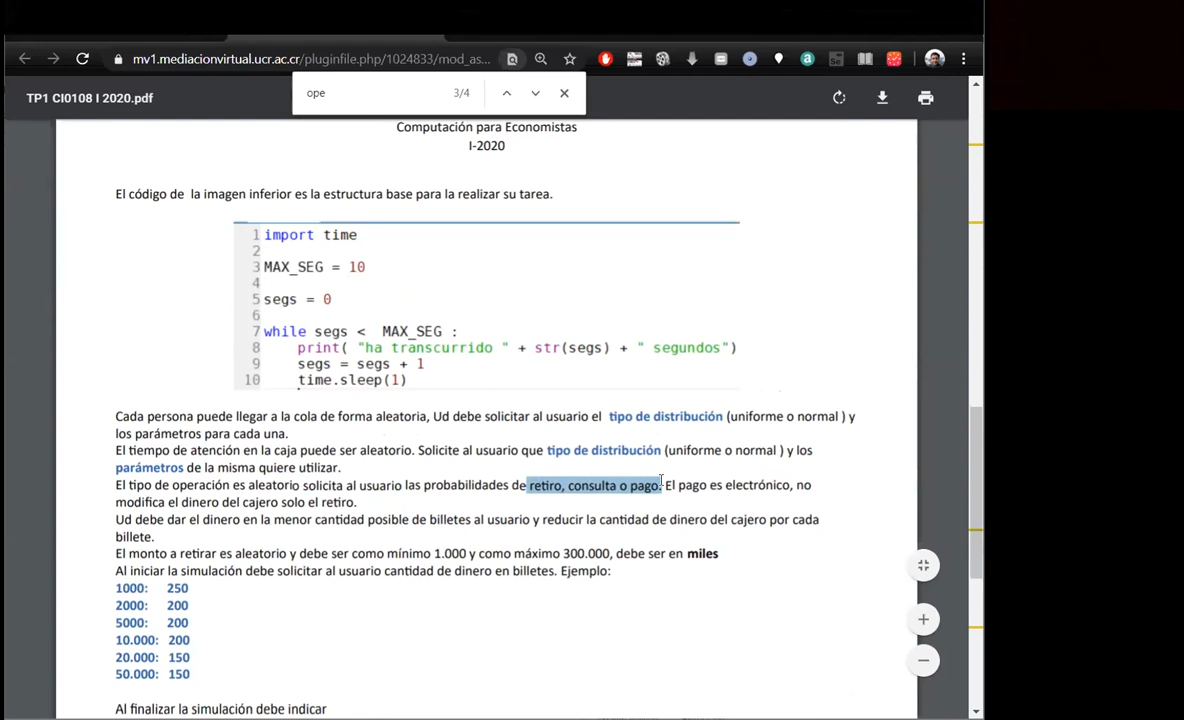 mv1.mediacionvirtual.ucr.ac.cr/pluginfile.php/1024833/mod_as...
TP1 CI0108 I 2020.pdf
ope 3/4
Computación para Economistas
I-2020
El código de la imagen inferior es la estructura base para la realizar su tarea.
1 import time
2
3 MAX_SEG = 10
4
5 segs = 0
6
7 while segs < MAX_SEG :
8 print( "ha transcurrido " + str(segs) + " segundos")
9 segs = segs + 1
10 time.sleep(1)
Cada persona puede llegar a la cola de forma aleatoria, Ud debe solicitar al usuario el tipo de distribución (uniforme o normal ) y
los parámetros para cada una.
El tiempo de atención en la caja puede ser aleatorio. Solicite al usuario que tipo de distribución (uniforme o normal ) y los
parámetros de la misma quiere utilizar.
El tipo de operación es aleatorio solicita al usuario las probabilidades de retiro, consulta o pago. El pago es electrónico, no
modifica el dinero del cajero solo el retiro.
Ud debe dar el dinero en la menor cantidad posible de billetes al usuario y reducir la cantidad de dinero del cajero por cada
billete.
El monto a retirar es aleatorio y debe ser como mínimo 1.000 y como máximo 300.000, debe ser en miles
Al iniciar la simulación debe solicitar al usuario cantidad de dinero en billetes. Ejemplo:
1000: 250
2000: 200
5000: 200
10.000: 200
20.000: 150
50.000: 150
Al finalizar la simulación debe indicar